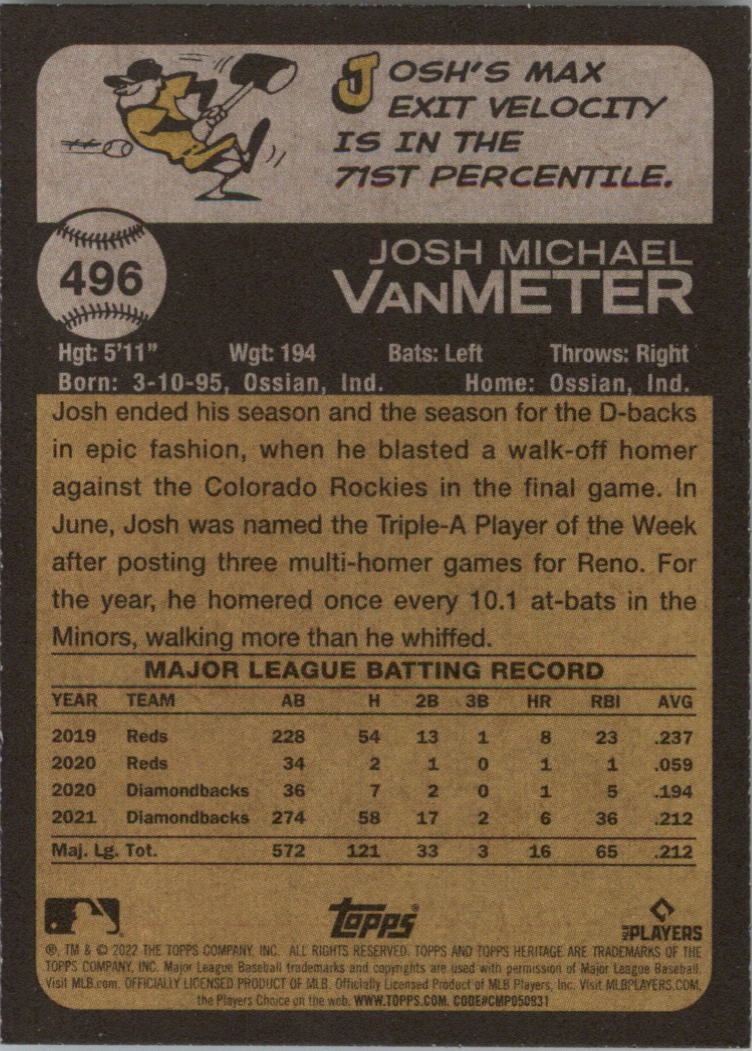 JOSH'S MAX
EXIT VELOCITY
IS IN THE
71ST PERCENTILE.
496
JOSH MICHAEL
VANMETER
Hgt: 5'11" Wgt: 194 Bats: Left Throws: Right
Born: 3-10-95, Ossian, Ind. Home: Ossian, Ind.
Josh ended his season and the season for the D-backs
in epic fashion, when he blasted a walk-off homer
against the Colorado Rockies in the final game. In
June, Josh was named the Triple-A Player of the Week
after posting three multi-homer games for Reno. For
the year, he homered once every 10.1 at-bats in the
Minors, walking more than he whiffed.
MAJOR LEAGUE BATTING RECORD
YEAR TEAM AB H 2B 3B HR RBI AVG
2019 Reds 228 54 13 1 8 23 .237
2020 Reds 34 2 1 0 1 1 .059
2020 Diamondbacks 36 7 2 0 1 5 .194
2021 Diamondbacks 274 58 17 2 6 36 .212
Maj. Lg. Tot. 572 121 33 3 16 65 .212
Topps®
MLB PLAYERS
®, TM & © 2022 THE TOPPS COMPANY, INC. ALL RIGHTS RESERVED. TOPPS AND TOPPS HERITAGE ARE TRADEMARKS OF THE
TOPPS COMPANY, INC. Major League Baseball trademarks and copyrights are used with permission of Major League Baseball.
Visit MLB.com. OFFICIALLY LICENSED PRODUCT OF MLB. Officially Licensed Product of MLB Players, Inc. Visit MLBPLAYERS.COM,
the Players Choice on the web. WWW.TOPPS.COM. CODE#CMP050831